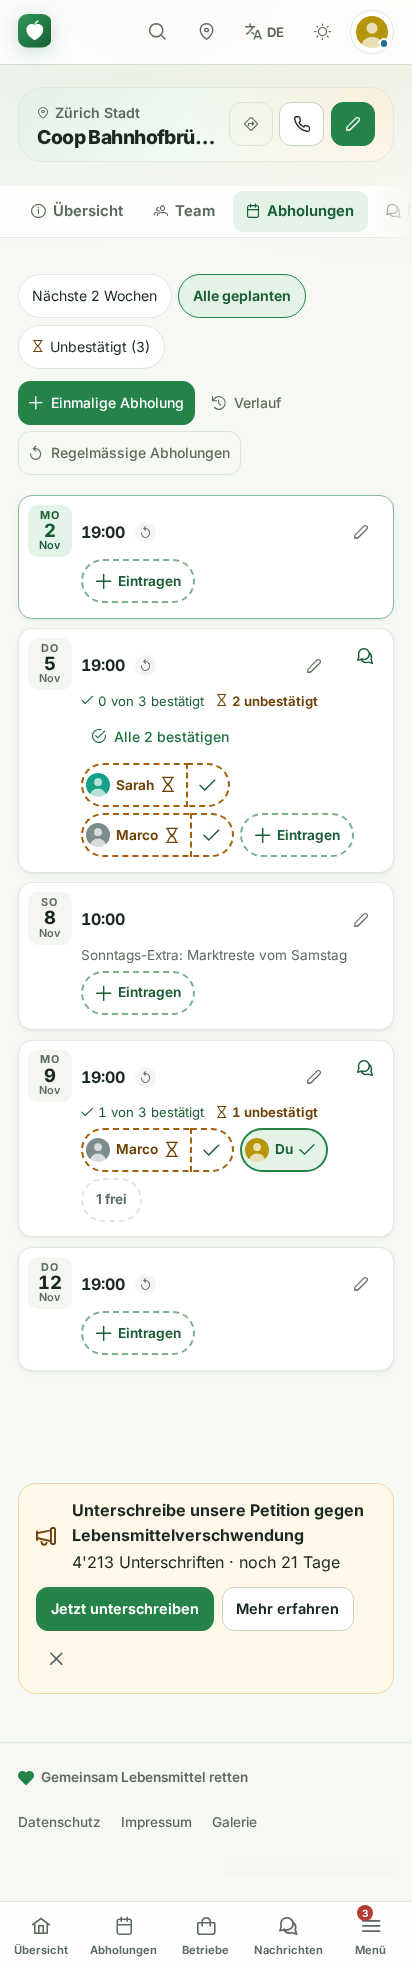 DE
Zürich Stadt
Coop Bahnhofbrü…
Übersicht Team Abholungen
Nächste 2 Wochen Alle geplanten
Unbestätigt (3)
Einmalige Abholung Verlauf
Regelmässige Abholungen
MO
2
Nov
19:00
Eintragen
DO
5
Nov
19:00
0 von 3 bestätigt 2 unbestätigt
Alle 2 bestätigen
Sarah
Marco Eintragen
SO
8
Nov
10:00
Sonntags-Extra: Marktreste vom Samstag
Eintragen
MO
9
Nov
19:00
1 von 3 bestätigt 1 unbestätigt
Marco Du
1 frei
DO
12
Nov
19:00
Eintragen
Unterschreibe unsere Petition gegen
Lebensmittelverschwendung
4'213 Unterschriften · noch 21 Tage
Jetzt unterschreiben Mehr erfahren
Gemeinsam Lebensmittel retten
Datenschutz Impressum Galerie
3
Übersicht Abholungen Betriebe Nachrichten Menü